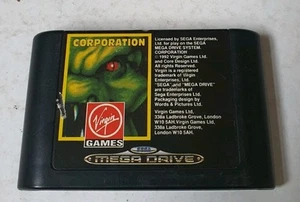 CORPORATION
Virgin
GAMES
Licensed by SEGA Enterprises,
Ltd. for play on the SEGA
MEGA DRIVE SYSTEM.
CORPORATION
© 1992 Virgin Games Ltd.
and Core Design Ltd.
All rights Reserved.
Virgin is a registered
trademark of Virgin
Enterprises, Ltd.
"SEGA" and "MEGA DRIVE"
are trademarks of
Sega Enterprises Ltd.
Packaging design by
Words & Pictures Ltd.
Virgin Games Ltd,
338a Ladbroke Grove, London
W10 5AH. Virgin Games Ltd,
338a Ladbroke Grove,
London W10 5AH.
SEGA
MEGA DRIVE